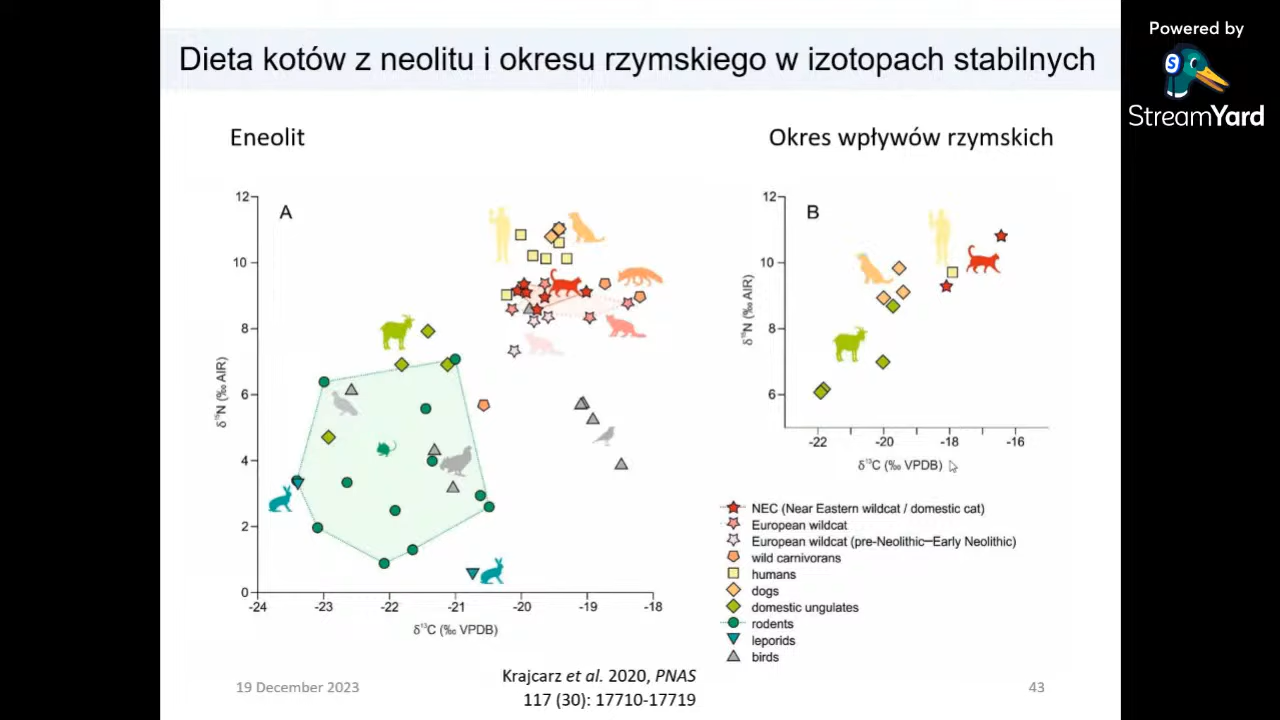 Powered by
StreamYard
Dieta kotów z neolitu i okresu rzymskiego w izotopach stabilnych
Eneolit
Okres wpływów rzymskich
A
12
10
8
6
4
2
0
δ¹⁵N (‰ AIR)
-24 -23 -22 -21 -20 -19 -18
δ¹³C (‰ VPDB)
B
12
10
8
6
δ¹⁵N (‰ AIR)
-22 -20 -18 -16
δ¹³C (‰ VPDB)
NEC (Near Eastern wildcat / domestic cat)
European wildcat
European wildcat (pre-Neolithic–Early Neolithic)
wild carnivorans
humans
dogs
domestic ungulates
rodents
leporids
birds
Krajcarz et al. 2020, PNAS
117 (30): 17710-17719
19 December 2023
43